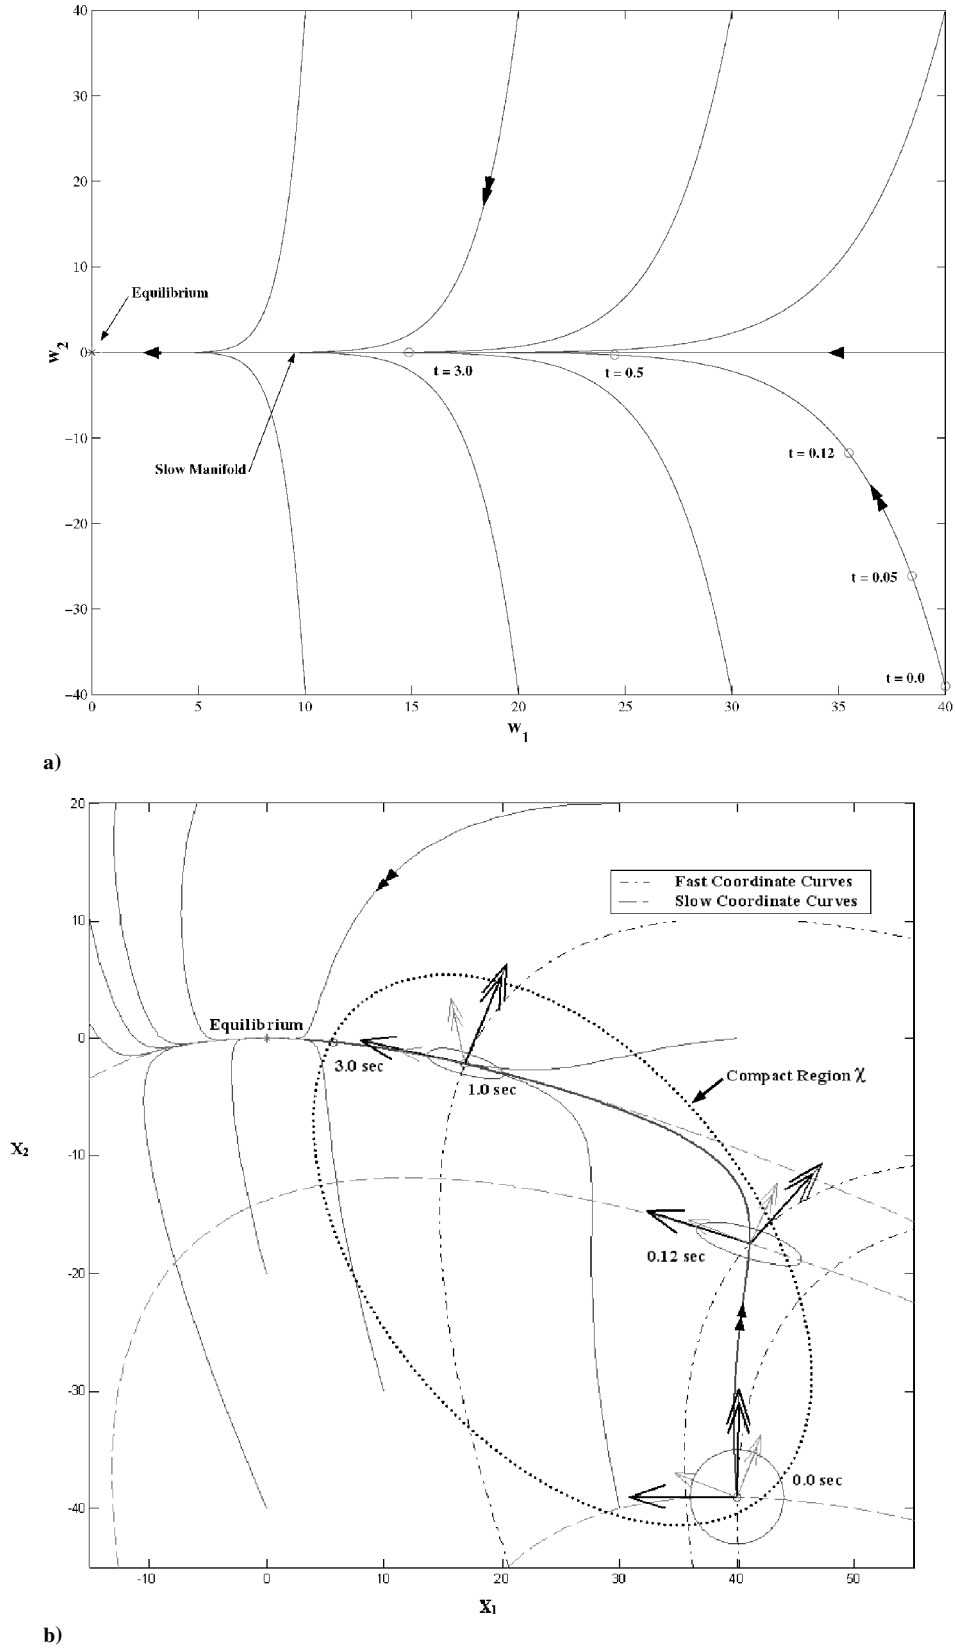 40
30
20
10
0
−10
−20
−30
−40
w2
Equilibrium
Slow Manifold
t = 3.0
t = 0.5
t = 0.12
t = 0.05
t = 0.0
0 5 10 15 20 25 30 35 40
w1
a)
20
10
0
-10
-20
-30
-40
X2
Fast Coordinate Curves
Slow Coordinate Curves
Equilibrium
3.0 sec
1.0 sec
Compact Region χ
0.12 sec
0.0 sec
-10 0 10 20 30 40 50
X1
b)